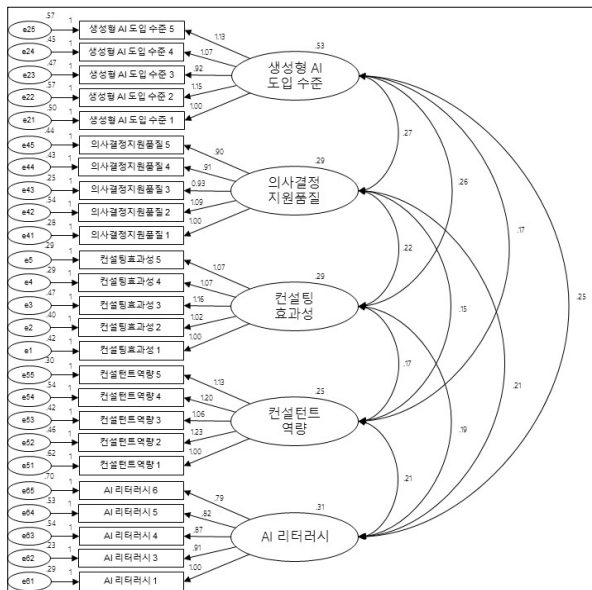 .57
e25 1 생성형 AI 도입 수준 5 1.13
.45
e24 1 생성형 AI 도입 수준 4 1.07
.47
e23 1 생성형 AI 도입 수준 3 .92
.57
e22 1 생성형 AI 도입 수준 2 1.15
.50
e21 1 생성형 AI 도입 수준 1 1.00
.53
생성형 AI
도입 수준
.44
e45 1 의사결정지원품질 5 .90
.43
e44 1 의사결정지원품질 4 .91
.25
e43 1 의사결정지원품질 3 0.93
.54
e42 1 의사결정지원품질 2 1.09
.28
e41 1 의사결정지원품질 1 1.00
.29
의사결정
지원품질
.29
e5 1 컨설팅효과성 5 1.07
.29
e4 1 컨설팅효과성 4 1.07
.47
e3 1 컨설팅효과성 3 1.16
.40
e2 1 컨설팅효과성 2 1.02
.42
e1 1 컨설팅효과성 1 1.00
.29
컨설팅
효과성
.30
e55 1 컨설턴트역량 5 1.13
.54
e54 1 컨설턴트역량 4 1.20
.42
e53 1 컨설턴트역량 3 1.06
.46
e52 1 컨설턴트역량 2 1.23
.62
e51 1 컨설턴트역량 1 1.00
.25
컨설턴트
역량
.70
e65 1 AI 리터러시 6 .79
.53
e64 1 AI 리터러시 5 .82
.54
e63 1 AI 리터러시 4 .87
.23
e62 1 AI 리터러시 3 .91
.29
e61 1 AI 리터러시 1 1.00
.31
AI 리터러시
.27
.26
.17
.25
.22
.15
.21
.17
.19
.21